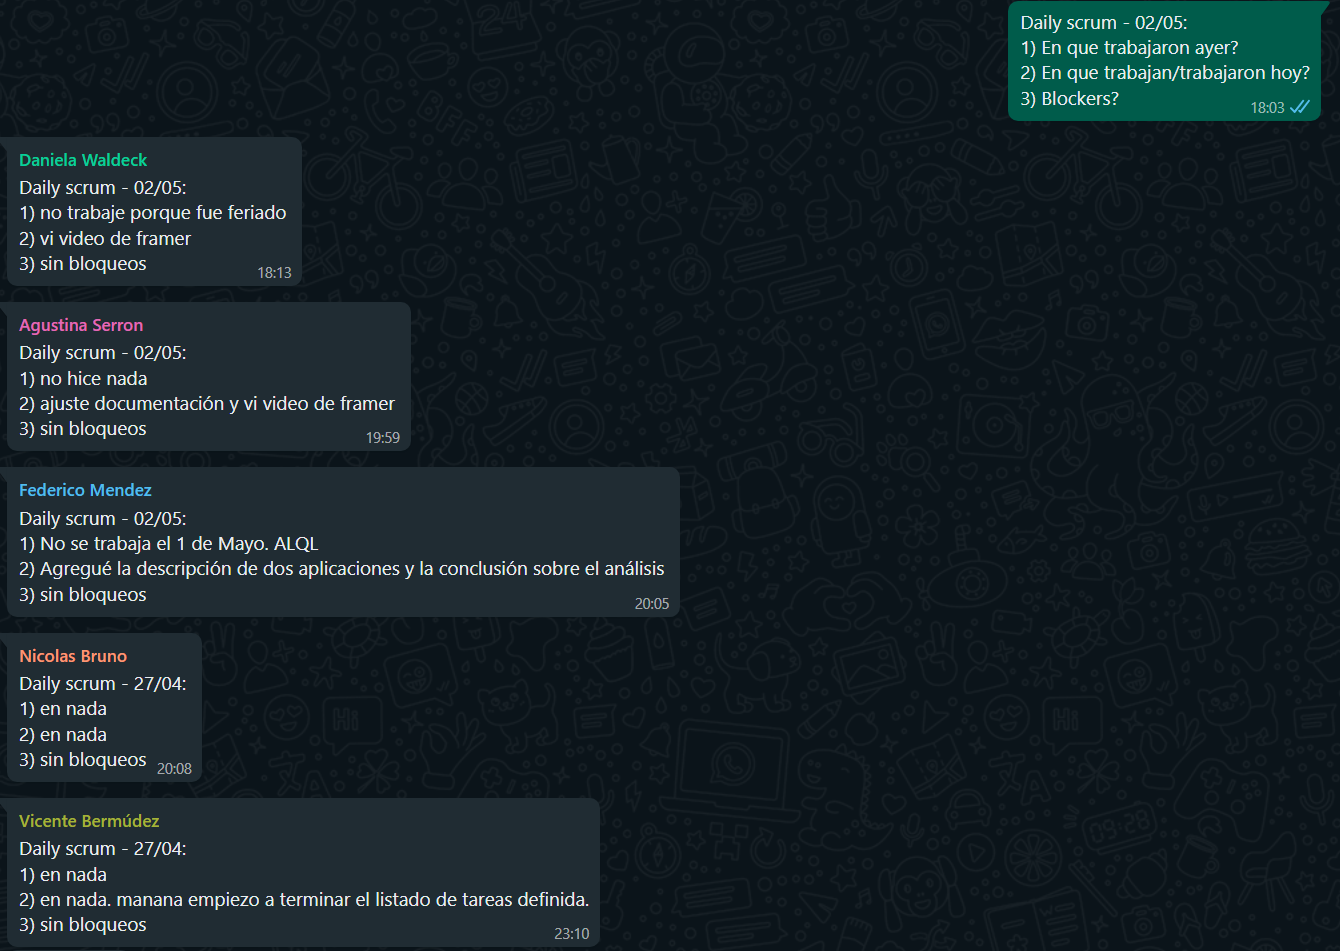 Daily scrum - 02/05:
1) En que trabajaron ayer?
2) En que trabajan/trabajaron hoy?
3) Blockers?
18:03
Daniela Waldeck
Daily scrum - 02/05:
1) no trabaje porque fue feriado
2) vi video de framer
3) sin bloqueos
18:13
Agustina Serron
Daily scrum - 02/05:
1) no hice nada
2) ajuste documentación y vi video de framer
3) sin bloqueos
19:59
Federico Mendez
Daily scrum - 02/05:
1) No se trabaja el 1 de Mayo. ALQL
2) Agregué la descripción de dos aplicaciones y la conclusión sobre el análisis
3) sin bloqueos
20:05
Nicolas Bruno
Daily scrum - 27/04:
1) en nada
2) en nada
3) sin bloqueos
20:08
Vicente Bermúdez
Daily scrum - 27/04:
1) en nada
2) en nada. manana empiezo a terminar el listado de tareas definida.
3) sin bloqueos
23:10